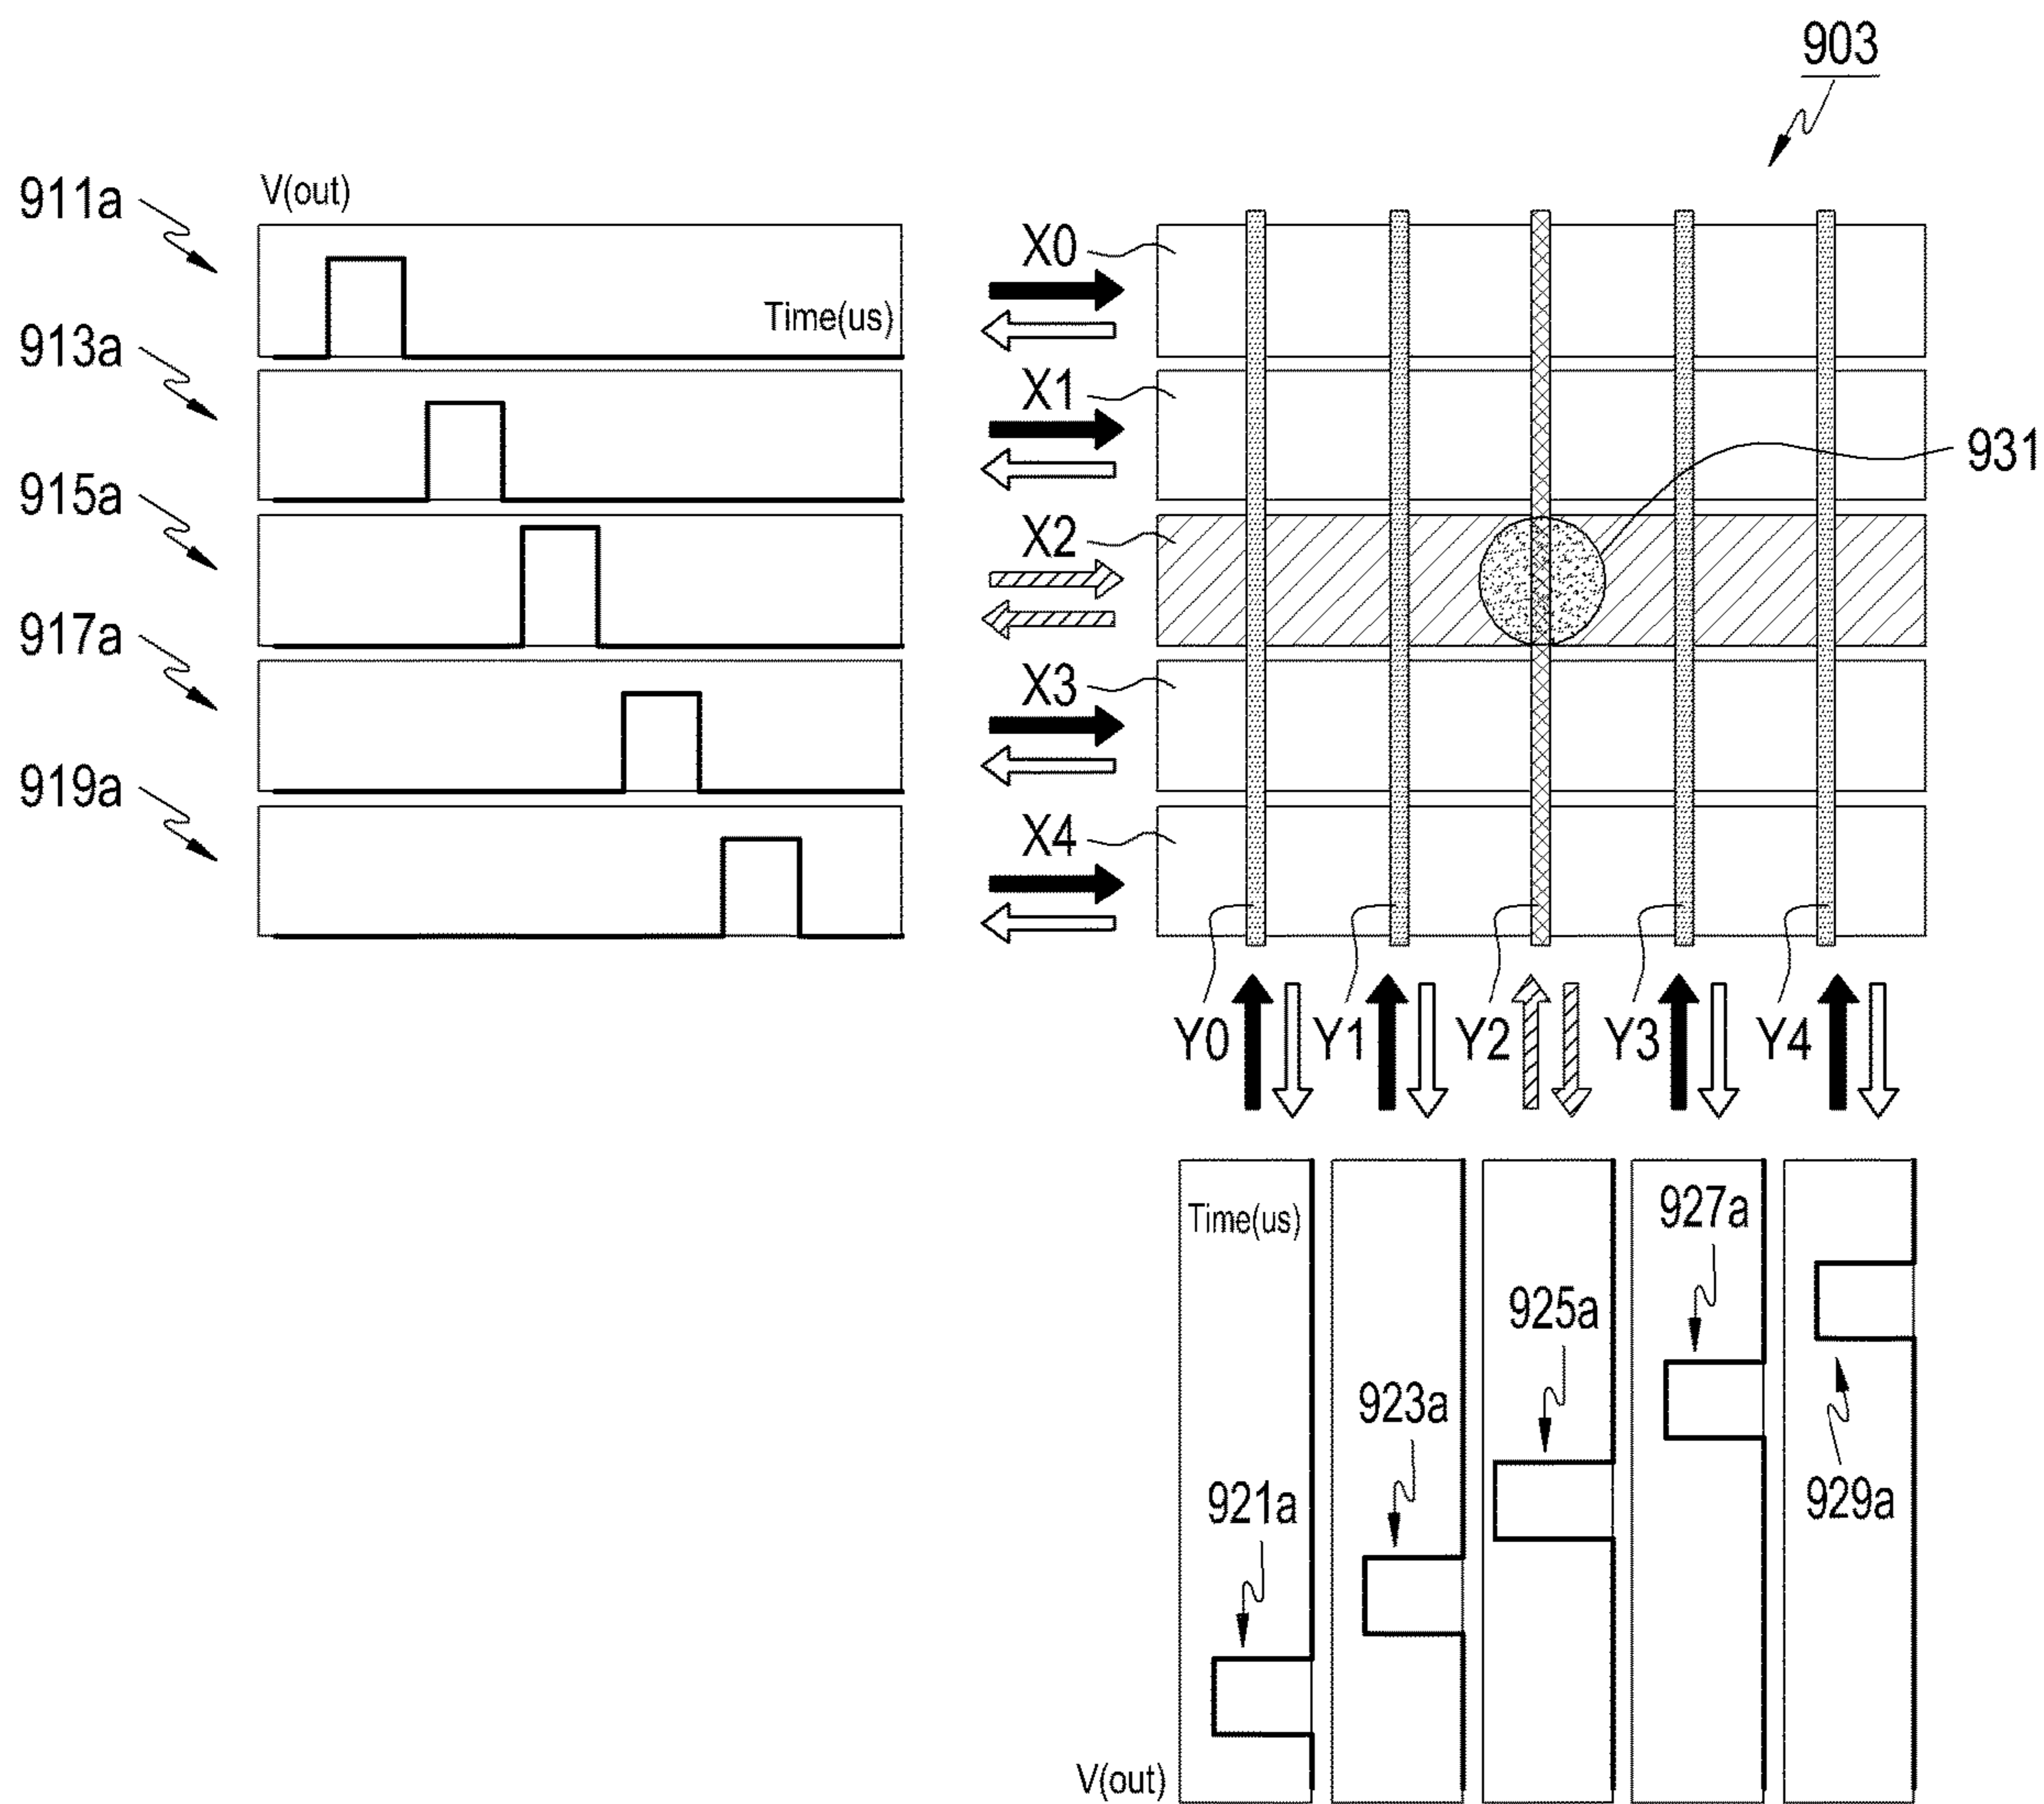 903
911a
V(out)
Time(us)
X0
913a
X1
931
915a
X2
917a
X3
919a
X4
Y0 Y1 Y2 Y3 Y4
Time(us)
927a
925a
923a
921a
929a
V(out)